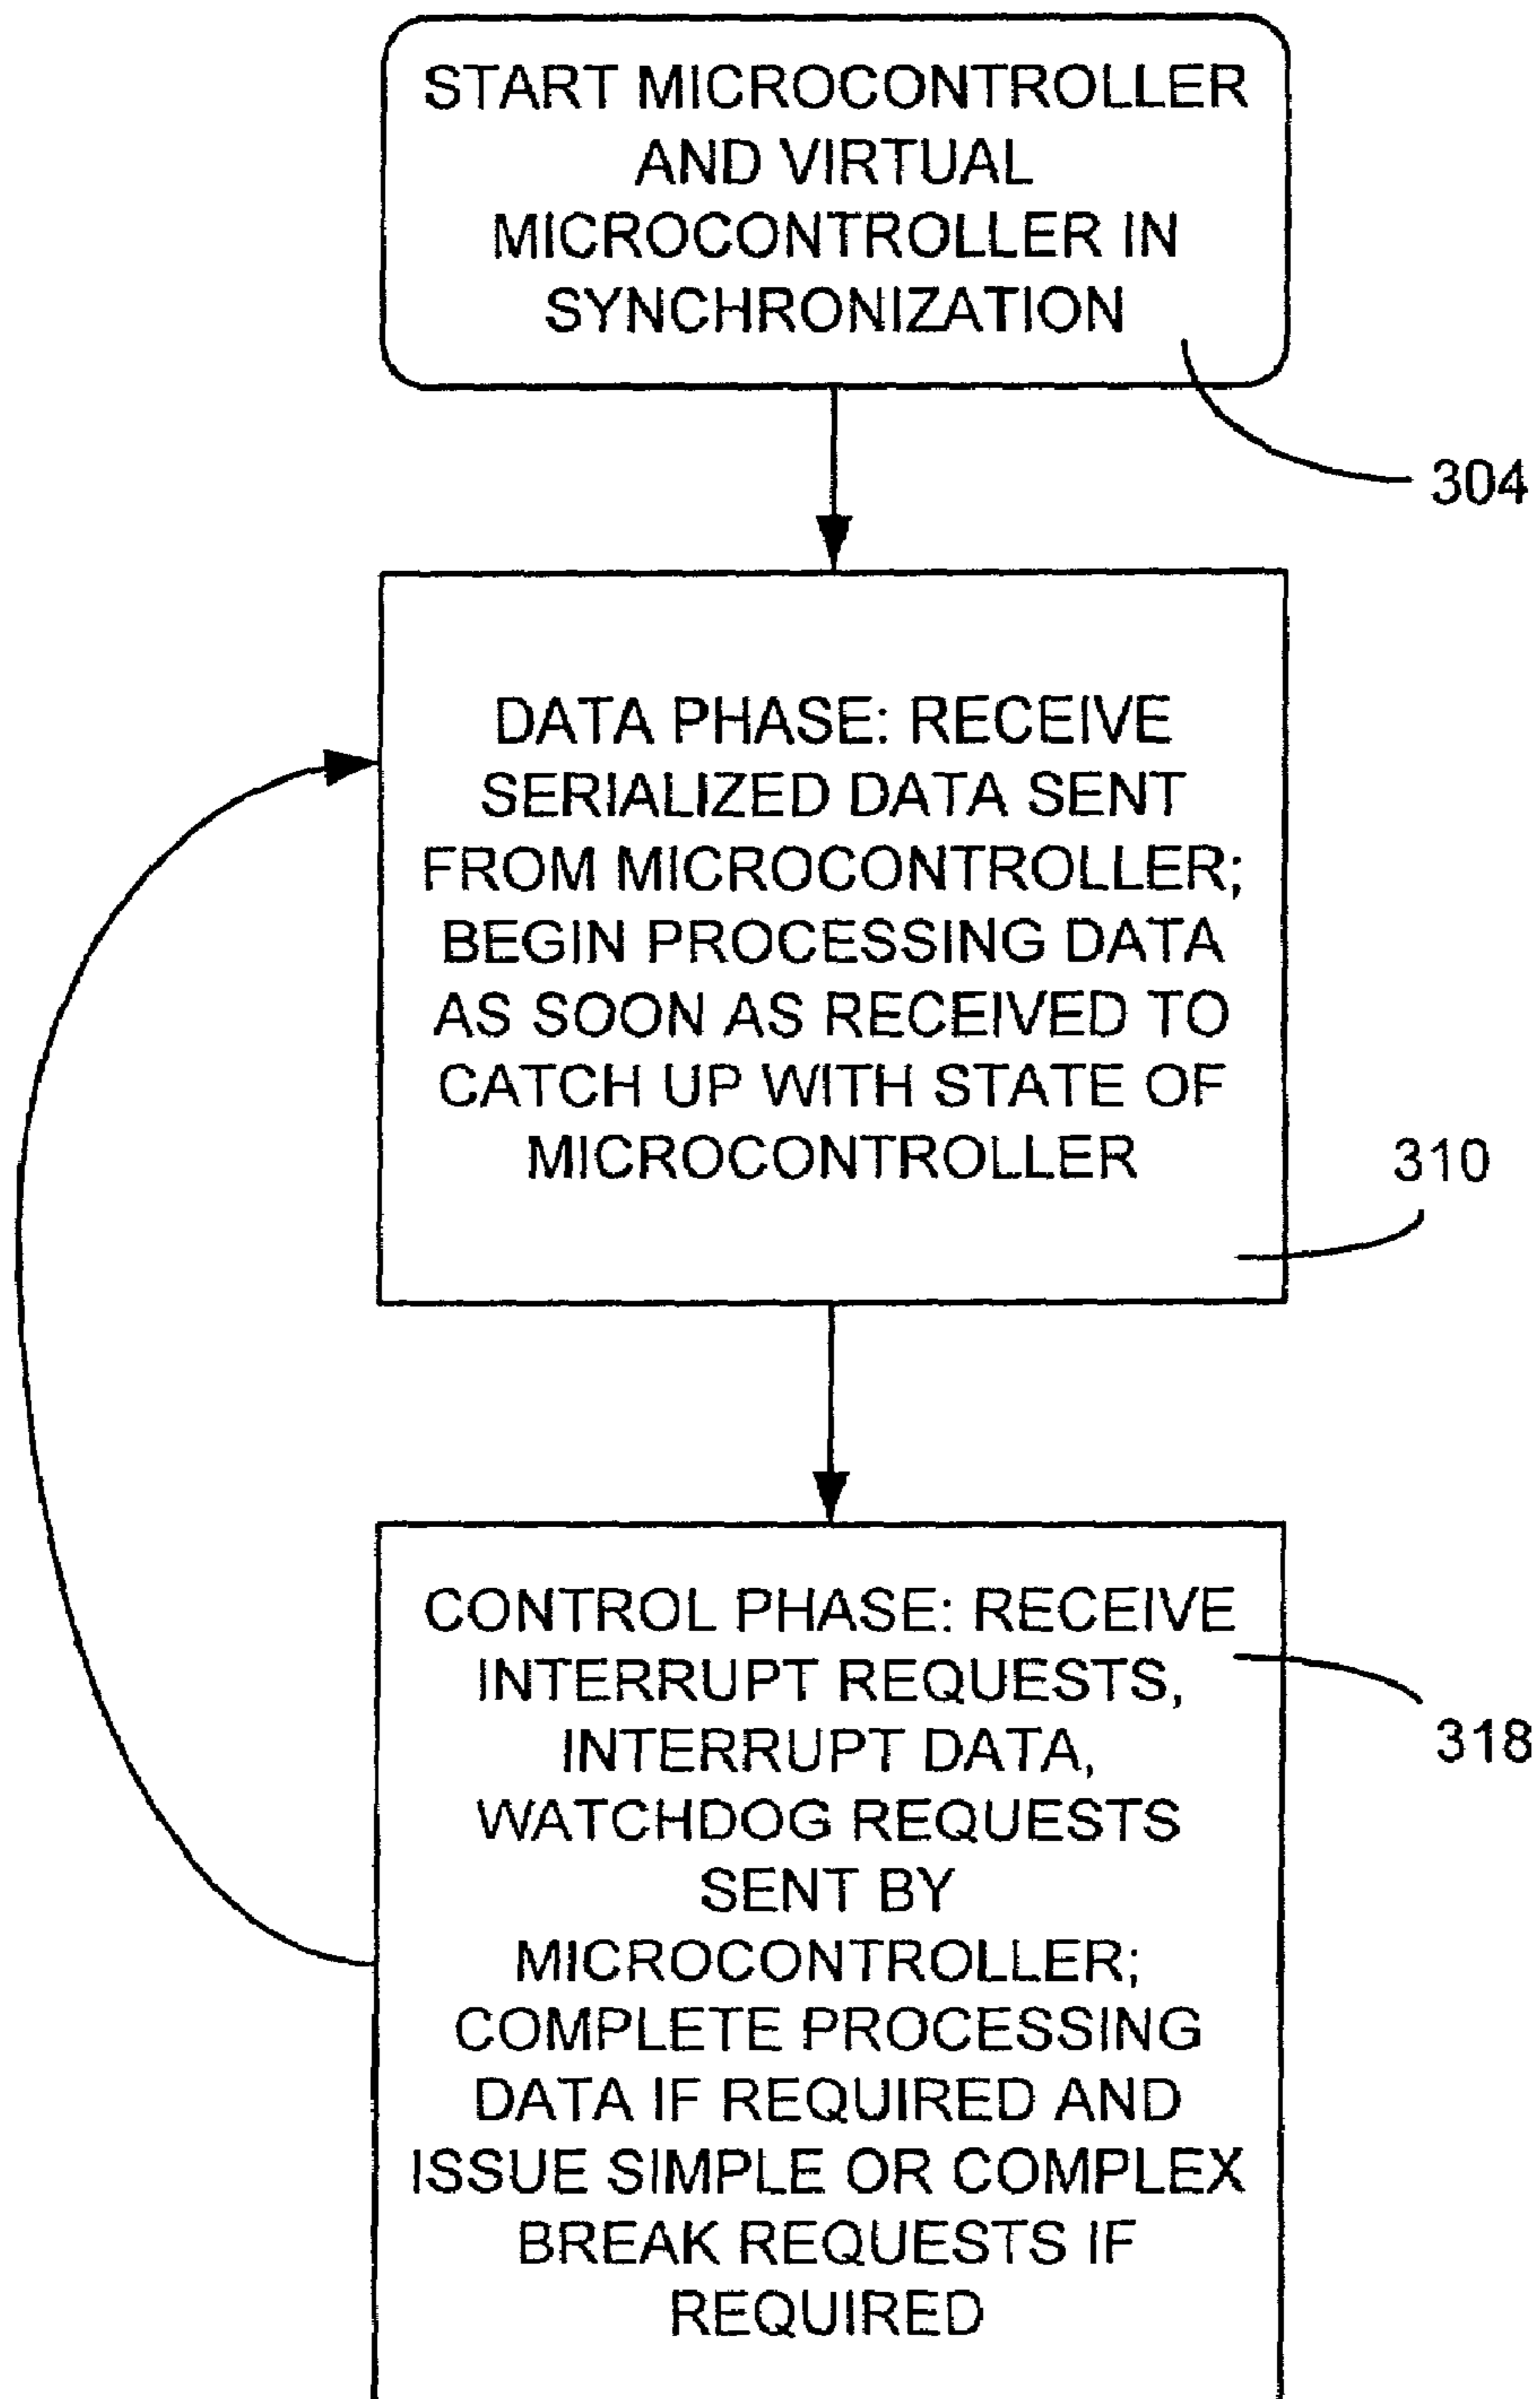 START MICROCONTROLLER
AND VIRTUAL
MICROCONTROLLER IN
SYNCHRONIZATION
304
DATA PHASE: RECEIVE
SERIALIZED DATA SENT
FROM MICROCONTROLLER;
BEGIN PROCESSING DATA
AS SOON AS RECEIVED TO
CATCH UP WITH STATE OF
MICROCONTROLLER
310
CONTROL PHASE: RECEIVE
INTERRUPT REQUESTS,
INTERRUPT DATA,
WATCHDOG REQUESTS
SENT BY
MICROCONTROLLER;
COMPLETE PROCESSING
DATA IF REQUIRED AND
ISSUE SIMPLE OR COMPLEX
BREAK REQUESTS IF
REQUIRED
318